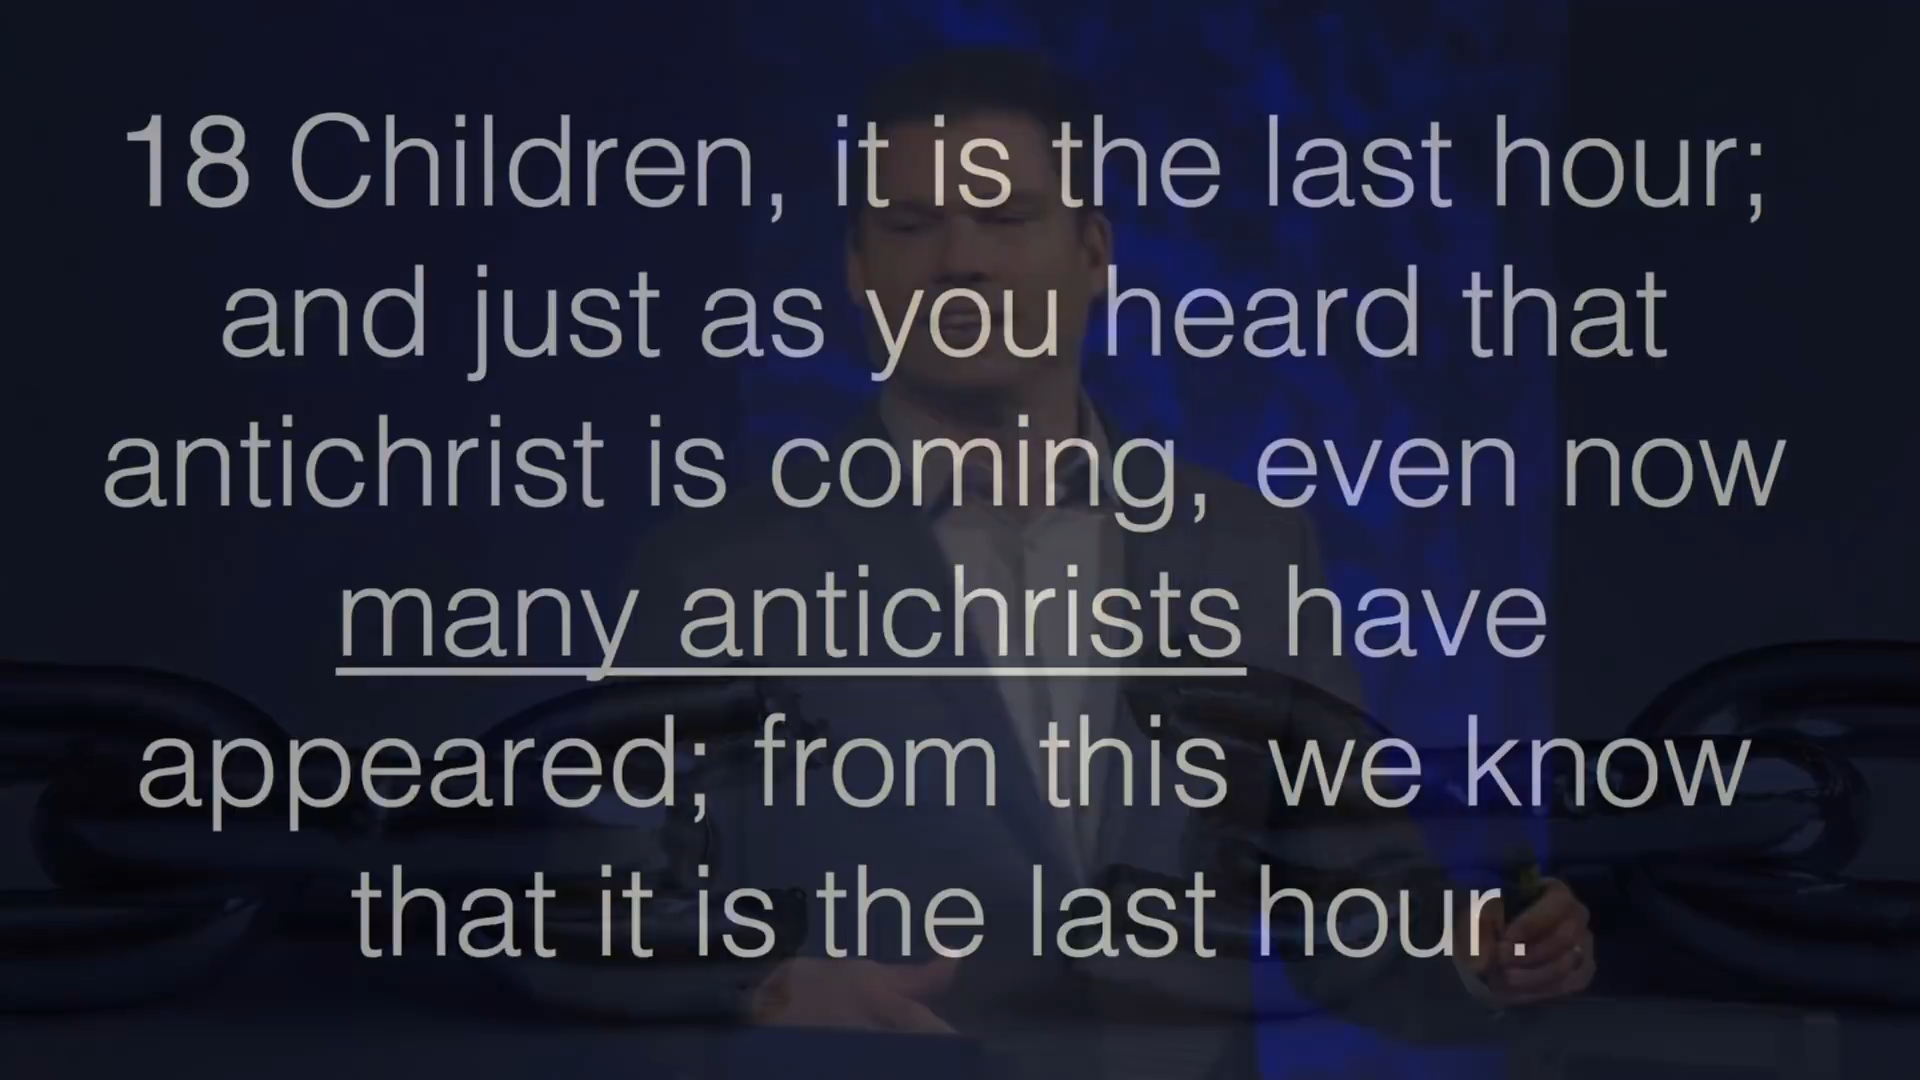 18 Children, it is the last hour;
and just as you heard that
antichrist is coming, even now
many antichrists have
appeared; from this we know
that it is the last hour.